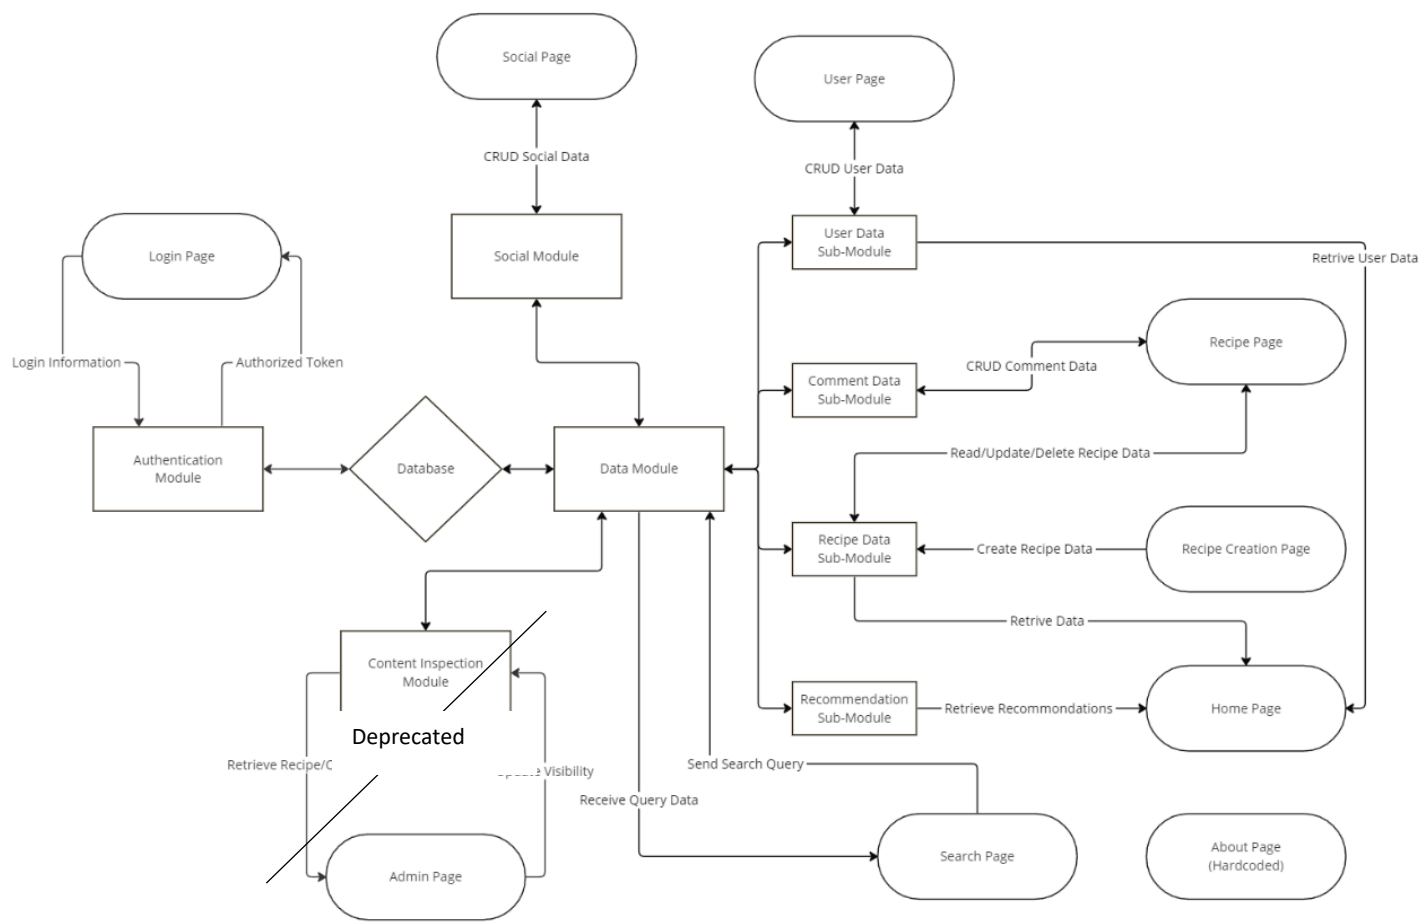 Social Page
User Page
CRUD Social Data
CRUD User Data
Login Page
Social Module
User Data
Sub-Module
Retrive User Data
Login Information
Authorized Token
Recipe Page
CRUD Comment Data
Comment Data
Sub-Module
Authentication
Module
Database
Data Module
Read/Update/Delete Recipe Data
Recipe Data
Sub-Module
Create Recipe Data
Recipe Creation Page
Retrive Data
Content Inspection
Module
Recommendation
Sub-Module
Retrieve Recommondations
Home Page
Deprecated
Retrieve Recipe/
Visibility
Send Search Query
Receive Query Data
Search Page
About Page
(Hardcoded)
Admin Page